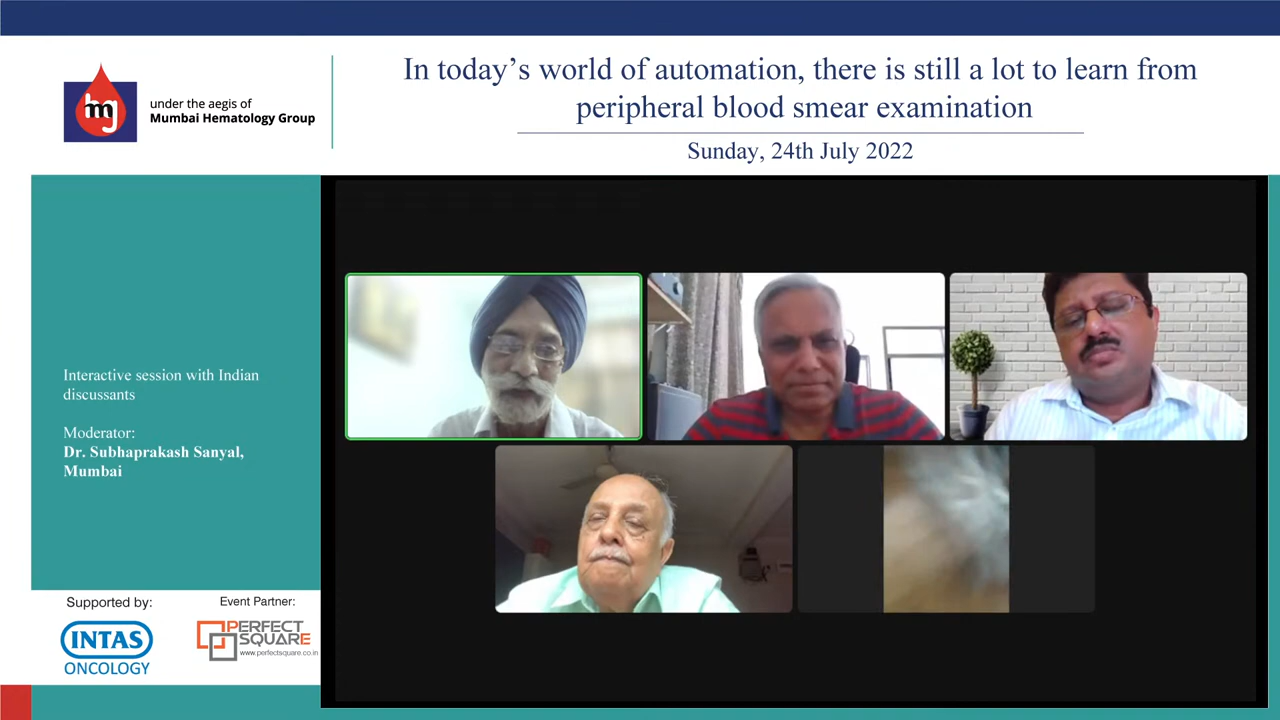 In today's world of automation, there is still a lot to learn from
peripheral blood smear examination
Sunday, 24th July 2022
hmg
under the aegis of
Mumbai Hematology Group
Interactive session with Indian
discussants
Moderator:
Dr. Subhaprakash Sanyal,
Mumbai
Supported by:
INTAS
ONCOLOGY
Event Partner:
PERFECT
SQUARE
www.perfectsquare.co.in